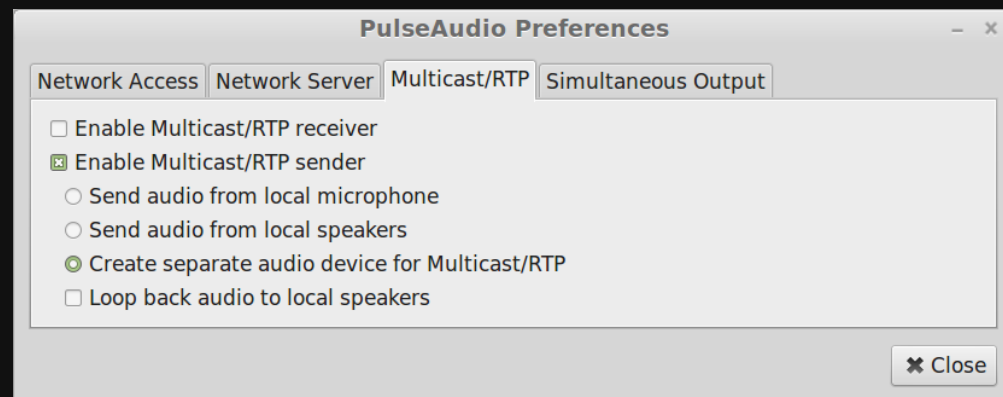 PulseAudio Preferences
Network Access Network Server Multicast/RTP Simultaneous Output
Enable Multicast/RTP receiver
Enable Multicast/RTP sender
Send audio from local microphone
Send audio from local speakers
Create separate audio device for Multicast/RTP
Loop back audio to local speakers
Close